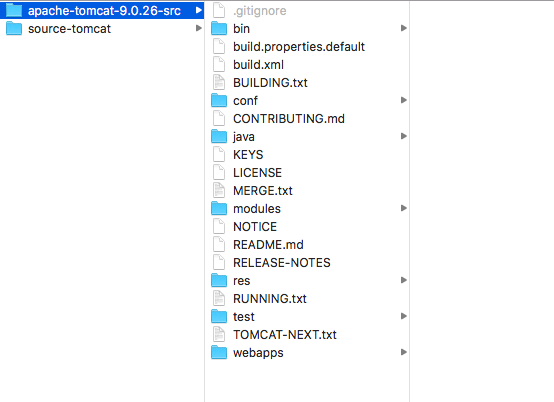 apache-tomcat-9.0.26-src
source-tomcat
.gitignore
bin
build.properties.default
build.xml
BUILDING.txt
conf
CONTRIBUTING.md
java
KEYS
LICENSE
MERGE.txt
modules
NOTICE
README.md
RELEASE-NOTES
res
RUNNING.txt
test
TOMCAT-NEXT.txt
webapps